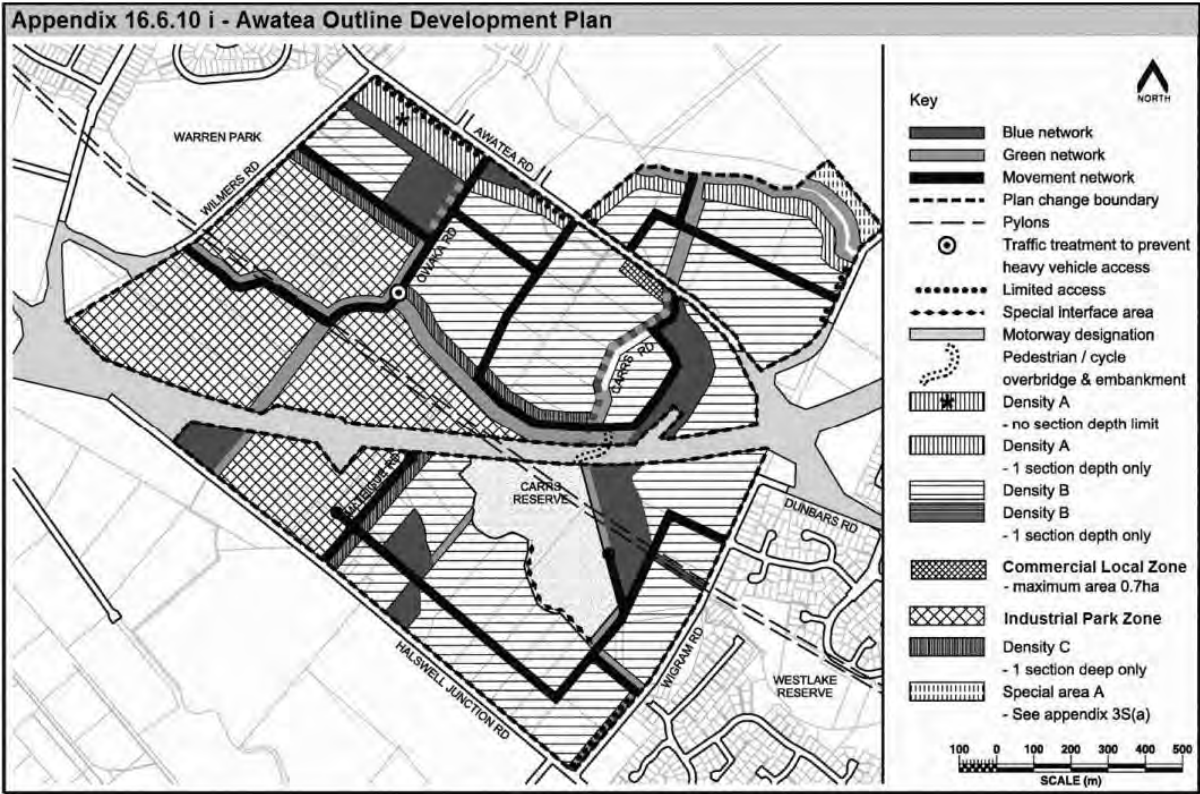 Appendix 16.6.10 i - Awatea Outline Development Plan
WARREN PARK
WILMERS RD
AWATEA RD
OWAKA RD
CARRS RD
CARRS
RESERVE
DUNBARS RD
HALSWELL JUNCTION RD
WIGRAM RD
WESTLAKE
RESERVE
NORTH
Key
Blue network
Green network
Movement network
Plan change boundary
Pylons
Traffic treatment to prevent
heavy vehicle access
Limited access
Special interface area
Motorway designation
Pedestrian / cycle
overbridge & embankment
Density A
- no section depth limit
Density A
- 1 section depth only
Density B
Density B
- 1 section depth only
Commercial Local Zone
- maximum area 0.7ha
Industrial Park Zone
Density C
- 1 section deep only
Special area A
- See appendix 3S(a)
100 0 100 200 300 400 500
SCALE (m)